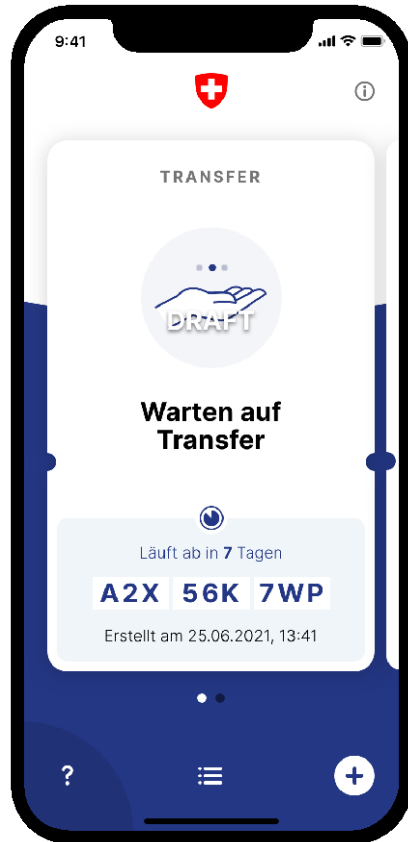 9:41
TRANSFER
DRAFT
Warten auf
Transfer
Läuft ab in 7 Tagen
A2X 56K 7WP
Erstellt am 25.06.2021, 13:41
?